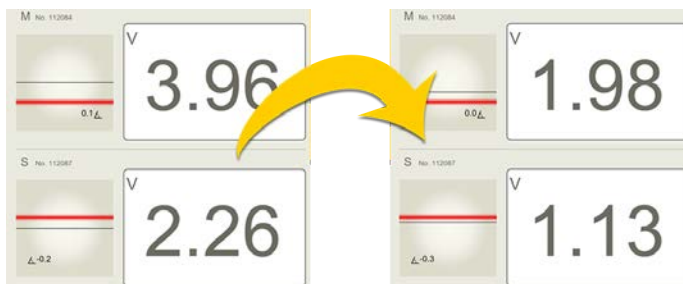 M No. 112084
V
3.96
0.1∡
S No. 112087
V
2.26
∡-0.2
M No. 112084
V
1.98
0.0∡
S No. 112087
V
1.13
∡-0.3